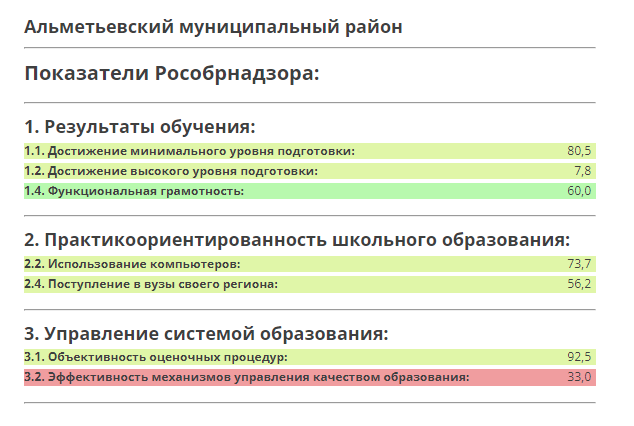 Альметьевский муниципальный район
Показатели Рособрнадзора:
1. Результаты обучения:
1.1. Достижение минимального уровня подготовки: 80,5
1.2. Достижение высокого уровня подготовки: 7,8
1.4. Функциональная грамотность: 60,0
2. Практикоориентированность школьного образования:
2.2. Использование компьютеров: 73,7
2.4. Поступление в вузы своего региона: 56,2
3. Управление системой образования:
3.1. Объективность оценочных процедур: 92,5
3.2. Эффективность механизмов управления качеством образования: 33,0